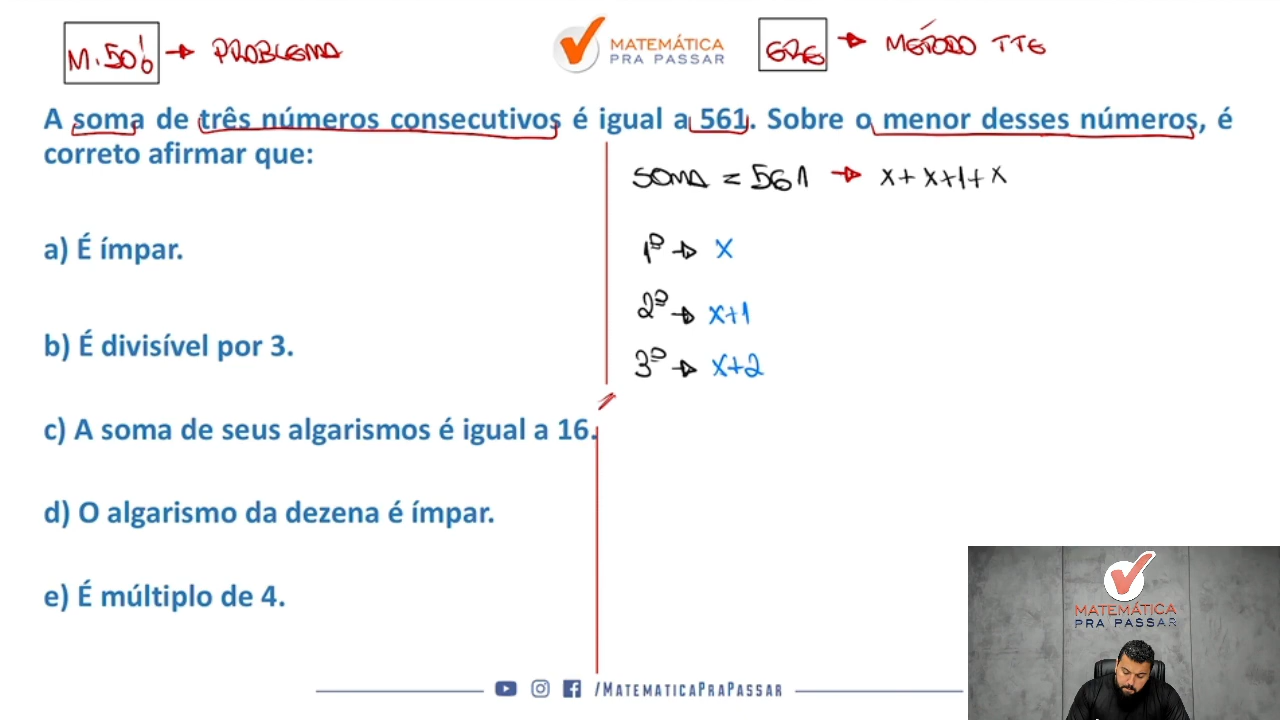 M.50% → PROBLEMA
MATEMÁTICA
PRA PASSAR
→ MÉTODO TTG
A soma de três números consecutivos é igual a 561. Sobre o menor desses números, é
correto afirmar que:
SOMA = 561 → x + x+1 + x
a) É ímpar.
1º → x
2º → x+1
b) É divisível por 3.
3º → x+2
c) A soma de seus algarismos é igual a 16.
d) O algarismo da dezena é ímpar.
e) É múltiplo de 4.
MATEMÁTICA
PRA PASSAR
/MATEMATICAPRAPASSAR